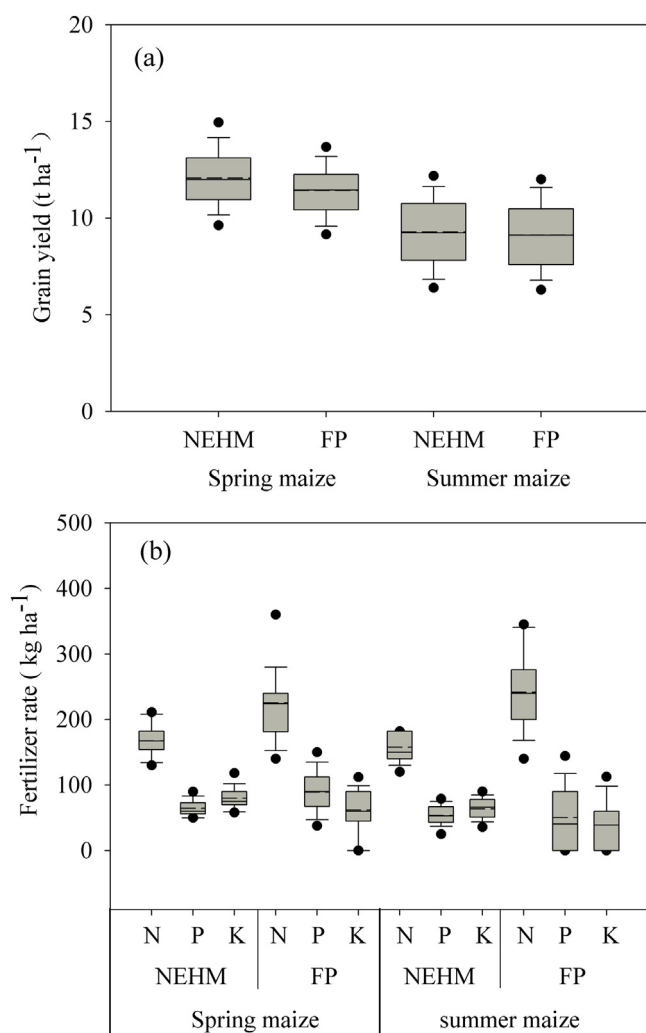 20
(a)
15
10
5
0
Grain yield (t ha⁻¹ )
NEHM FP NEHM FP
Spring maize Summer maize
500
(b)
400
300
200
100
0
Fertilizer rate ( kg ha⁻¹ )
N P K N P K N P K N P K
NEHM FP NEHM FP
Spring maize summer maize